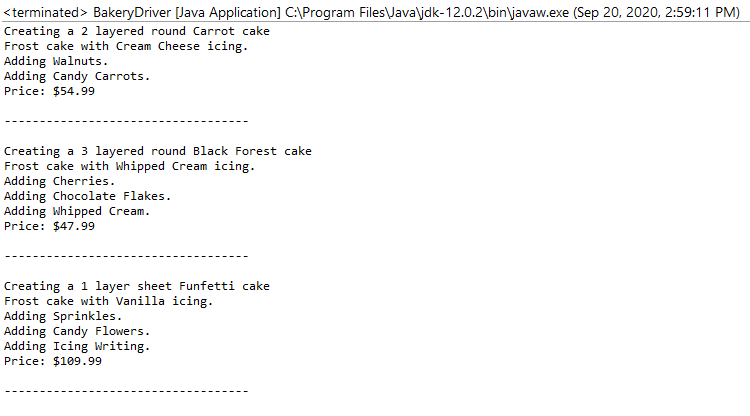 <terminated> BakeryDriver [Java Application] C:\Program Files\Java\jdk-12.0.2\bin\javaw.exe (Sep 20, 2020, 2:59:11 PM)
Creating a 2 layered round Carrot cake
Frost cake with Cream Cheese icing.
Adding Walnuts.
Adding Candy Carrots.
Price: $54.99
-----------------------------------
Creating a 3 layered round Black Forest cake
Frost cake with Whipped Cream icing.
Adding Cherries.
Adding Chocolate Flakes.
Adding Whipped Cream.
Price: $47.99
-----------------------------------
Creating a 1 layer sheet Funfetti cake
Frost cake with Vanilla icing.
Adding Sprinkles.
Adding Candy Flowers.
Adding Icing Writing.
Price: $109.99
-----------------------------------